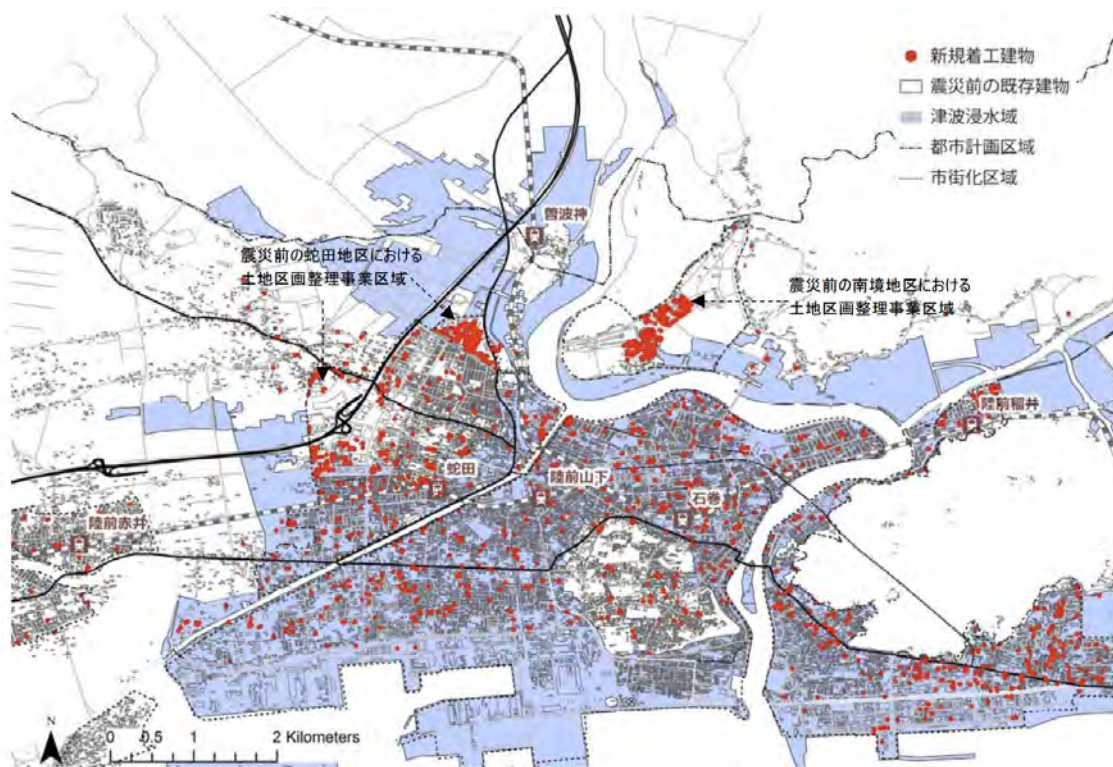 新規着工建物
震災前の既存建物
津波浸水域
都市計画区域
市街化区域
曽波神
震災前の蛇田地区における
土地区画整理事業区域
震災前の南境地区における
土地区画整理事業区域
陸前稲井
蛇田
陸前山下
石巻
陸前赤井
N
0 0.5 1 2 Kilometers